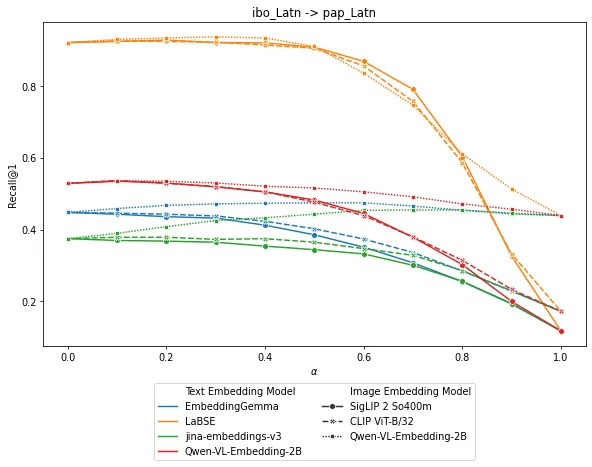 ibo_Latn -> pap_Latn
Recall@1
0.8
0.6
0.4
0.2
0.0 0.2 0.4 0.6 0.8 1.0
α
Text Embedding Model Image Embedding Model
EmbeddingGemma SigLIP 2 So400m
LaBSE CLIP ViT-B/32
jina-embeddings-v3 Qwen-VL-Embedding-2B
Qwen-VL-Embedding-2B